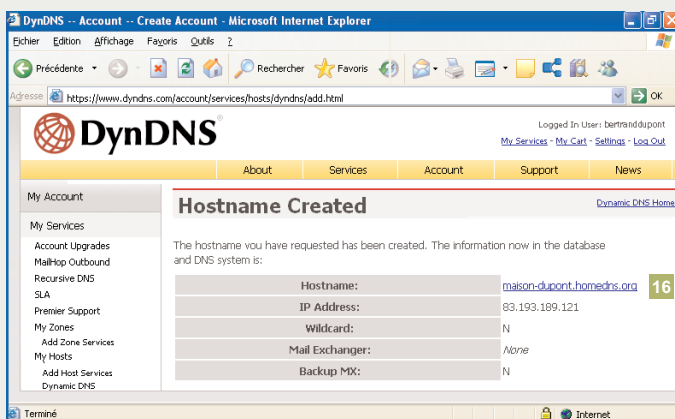 DynDNS -- Account -- Create Account - Microsoft Internet Explorer
Fichier Edition Affichage Favoris Outils ?
Précédente Rechercher Favoris
Adresse https://www.dyndns.com/account/services/hosts/dyndns/add.html OK
DynDNS
Logged In User: bertranddupont
My Services - My Cart - Settings - Log Out
About Services Account Support News
My Account
My Services
Account Upgrades
MailHop Outbound
Recursive DNS
SLA
Premier Support
My Zones
Add Zone Services
My Hosts
Add Host Services
Dynamic DNS
Hostname Created
Dynamic DNS Home
The hostname you have requested has been created. The information now in the database
and DNS system is:
Hostname: maison-dupont.homedns.org 16
IP Address: 83.193.189.121
Wildcard: N
Mail Exchanger: None
Backup MX: N
Terminé Internet